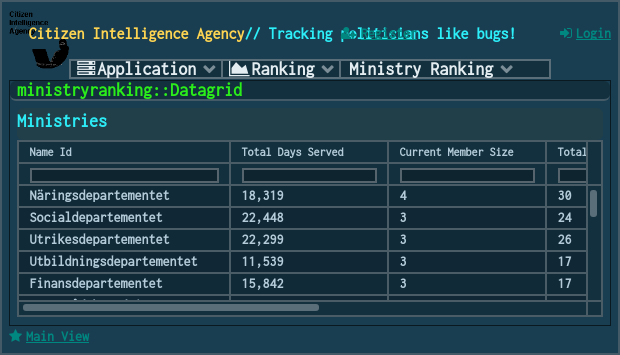 Citizen
Intelligence
Agency
Citizen Intelligence Agency// Tracking politicians like bugs!
Login
Application Ranking Ministry Ranking
ministryranking::Datagrid
Ministries
Name Id Total Days Served Current Member Size Total
Näringsdepartementet 18,319 4 30
Socialdepartementet 22,448 3 24
Utrikesdepartementet 22,299 3 26
Utbildningsdepartementet 11,539 3 17
Finansdepartementet 15,842 3 17
Main View